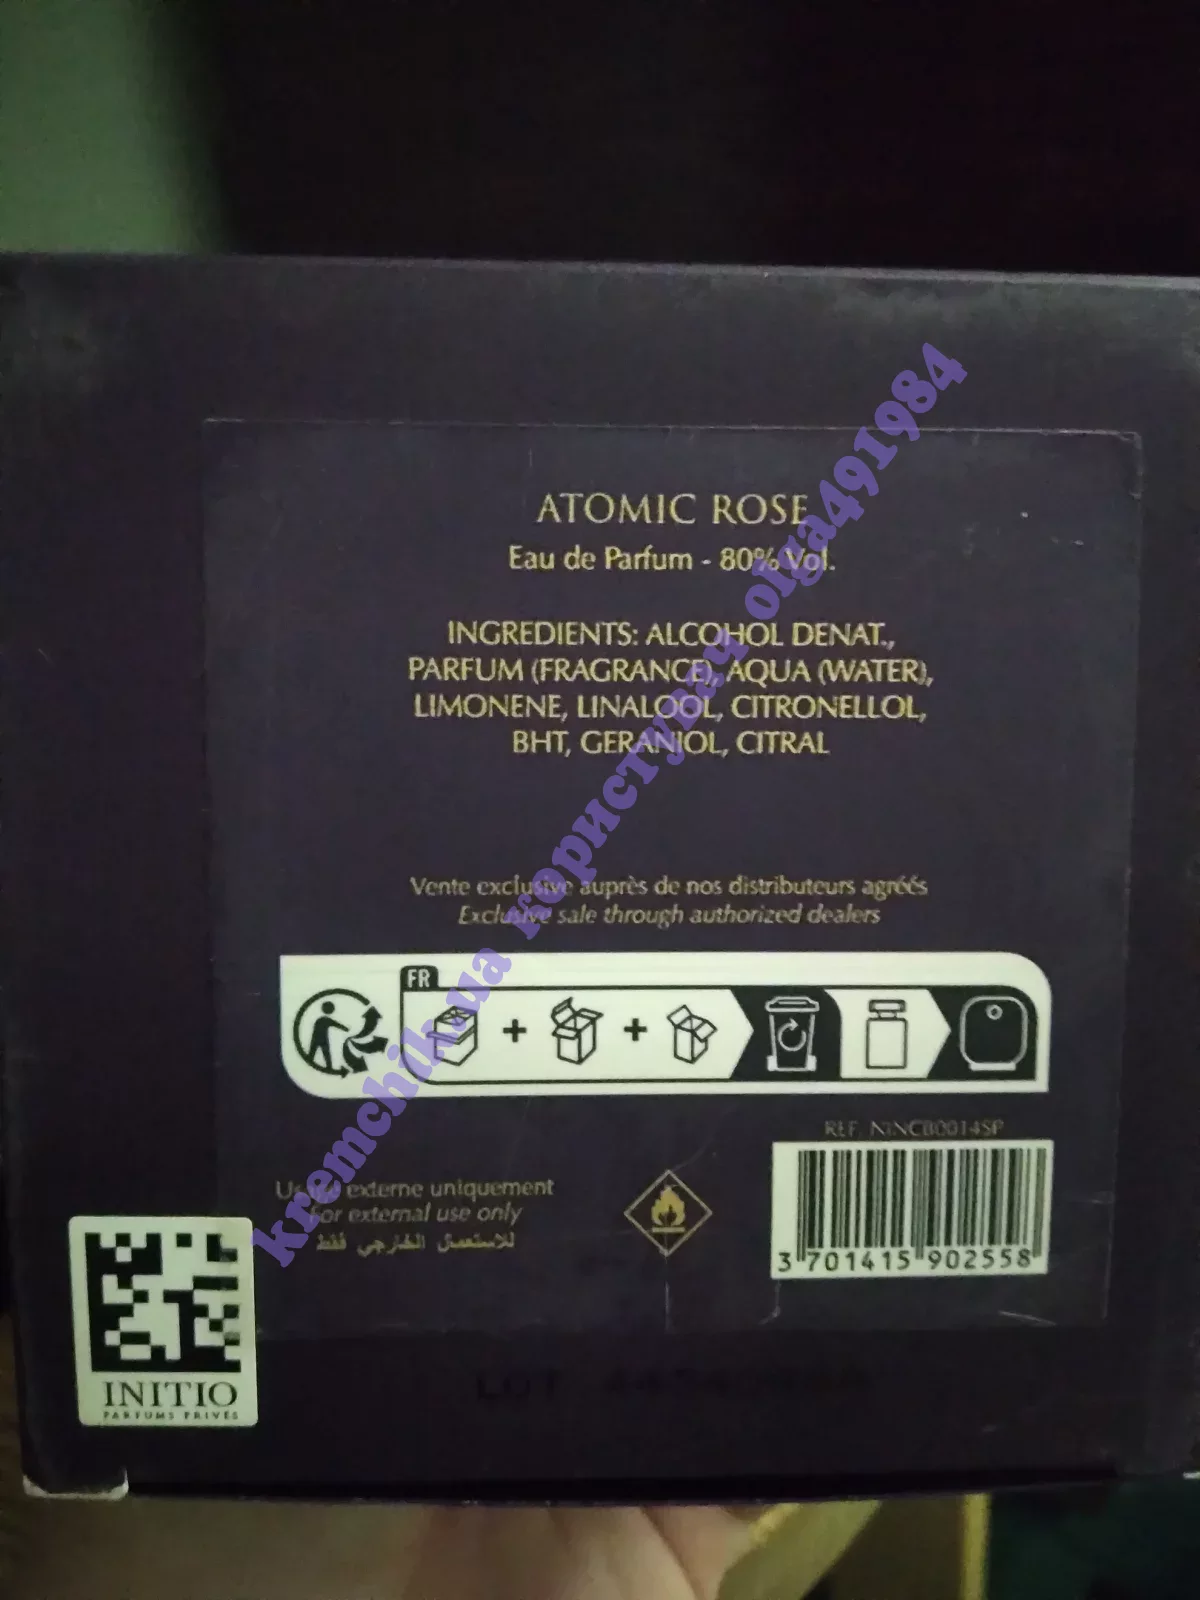 ATOMIC ROSE
Eau de Parfum - 80% Vol.
INGREDIENTS: ALCOHOL DENAT.,
PARFUM (FRAGRANCE), AQUA (WATER),
LIMONENE, LINALOOL, CITRONELLOL,
BHT, GERANIOL, CITRAL
Vente exclusive auprès de nos distributeurs agréés
Exclusive sale through authorized dealers
FR
REF. NINCB0014SP
3 701415 902558
Usage externe uniquement
For external use only
للاستعمال الخارجي فقط
INITIO
PARFUMS PRIVÉS
LOT
kremchik.ua користувач olga491984